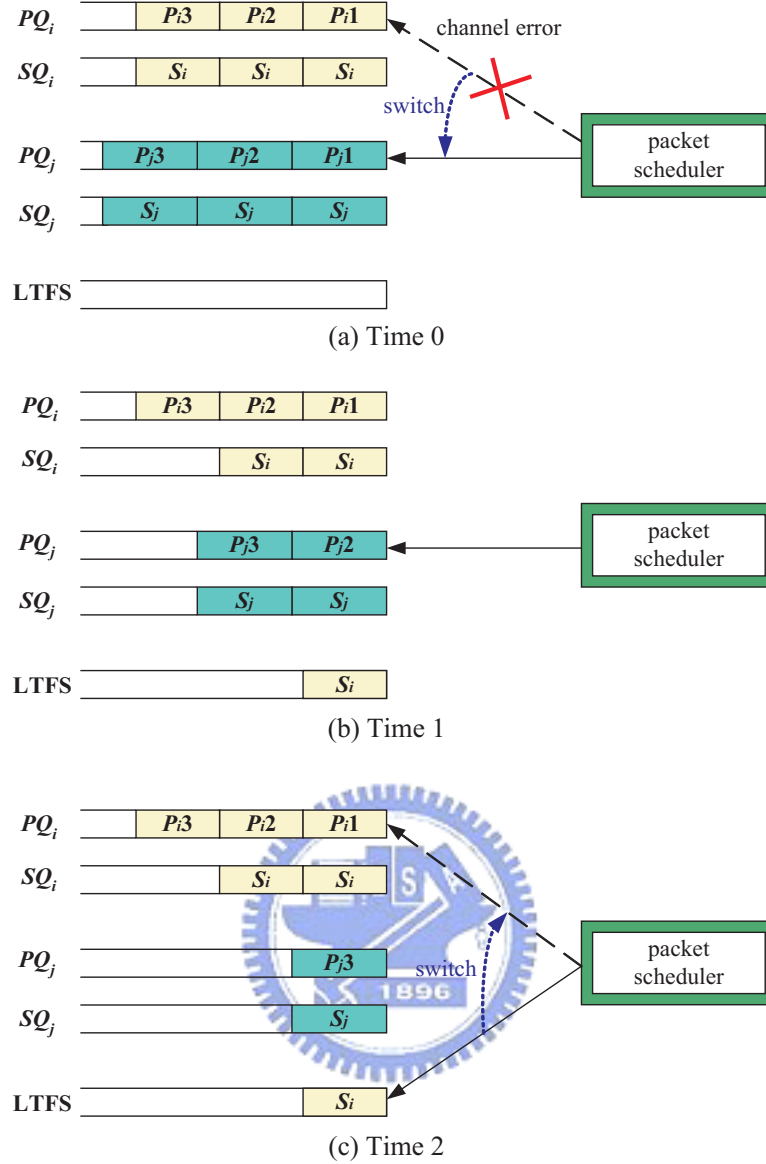 PQi Pi3 Pi2 Pi1
channel error
SQi Si Si Si
switch
packet
scheduler
PQj Pj3 Pj2 Pj1
SQj Sj Sj Sj
LTFS
(a) Time 0
PQi Pi3 Pi2 Pi1
SQi Si Si
packet
scheduler
PQj Pj3 Pj2
SQj Sj Sj
LTFS Si
(b) Time 1
PQi Pi3 Pi2 Pi1
SQi Si Si
S
packet
scheduler
PQj Pj3
switch
1896
SQj Sj
LTFS Si
(c) Time 2